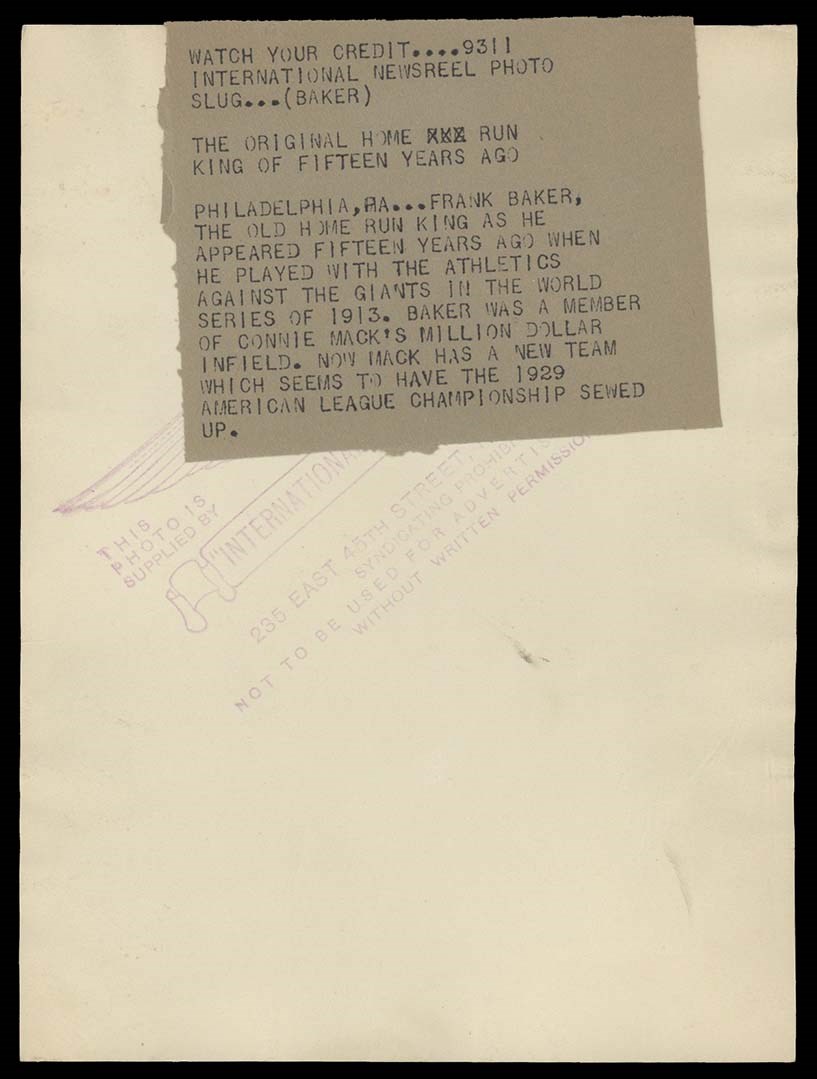 WATCH YOUR CREDIT....9311
INTERNATIONAL NEWSREEL PHOTO
SLUG...(BAKER)
THE ORIGINAL HOME XXX RUN
KING OF FIFTEEN YEARS AGO
PHILADELPHIA,PA...FRANK BAKER,
THE OLD HOME RUN KING AS HE
APPEARED FIFTEEN YEARS AGO WHEN
HE PLAYED WITH THE ATHLETICS
AGAINST THE GIANTS IN THE WORLD
SERIES OF 1913. BAKER WAS A MEMBER
OF CONNIE MACK'S MILLION DOLLAR
INFIELD. NOW MACK HAS A NEW TEAM
WHICH SEEMS TO HAVE THE 1929
AMERICAN LEAGUE CHAMPIONSHIP SEWED
UP.
THIS
PHOTO IS
SUPPLIED BY
"INTERNATIONAL
235 EAST 45TH STREET,
SYNDICATING
NOT TO BE USED FOR
WITHOUT WRITTEN PERMISSION